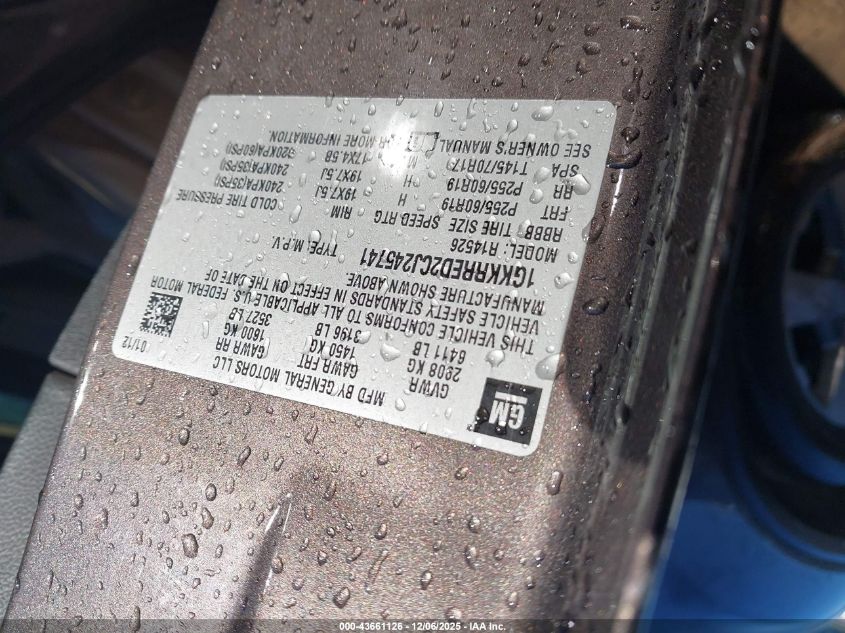 GM
MFD BY GENERAL MOTORS LLC 01/12
GVWR GAWR FRT GAWR RR
2908 KG 1450 KG 1600 KG
6411 LB 3196 LB 3527 LB
THIS VEHICLE CONFORMS TO ALL APPLICABLE U.S. FEDERAL MOTOR
VEHICLE SAFETY STANDARDS IN EFFECT ON THE DATE OF
MANUFACTURE SHOWN ABOVE
1GKKRRED2CJ245741 TYPE: M.P.V.
MODEL: R14526
RBBB TIRE SIZE SPEED RTG RIM COLD TIRE PRESSURE
FRT P255/60R19 H 19X7.5J 240KPA(35PSI)
RR P255/60R19 H 19X7.5J 240KPA(35PSI)
SPA T145/70R17 M 17X4.5B 320KPA(60PSI)
SEE OWNER'S MANUAL FOR MORE INFORMATION.
000-43661126 - 12/06/2025 - IAA Inc.